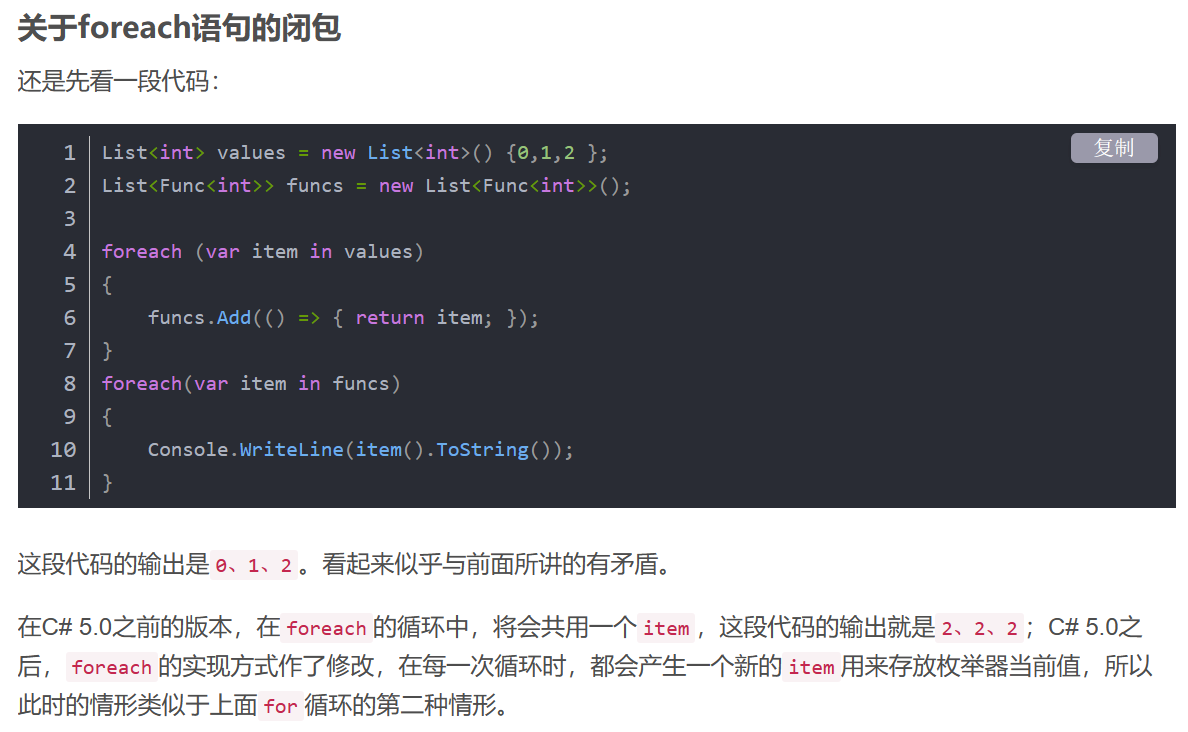 关于foreach语句的闭包
还是先看一段代码：
复制
1 List<int> values = new List<int>() {0,1,2 };
2 List<Func<int>> funcs = new List<Func<int>>();
3
4 foreach (var item in values)
5 {
6     funcs.Add(() => { return item; });
7 }
8 foreach(var item in funcs)
9 {
10     Console.WriteLine(item().ToString());
11 }
这段代码的输出是0、1、2。看起来似乎与前面所讲的有矛盾。
在C# 5.0之前的版本，在foreach的循环中，将会共用一个item，这段代码的输出就是2、2、2；C# 5.0之
后，foreach的实现方式作了修改，在每一次循环时，都会产生一个新的item用来存放枚举器当前值，所以
此时的情形类似于上面for循环的第二种情形。